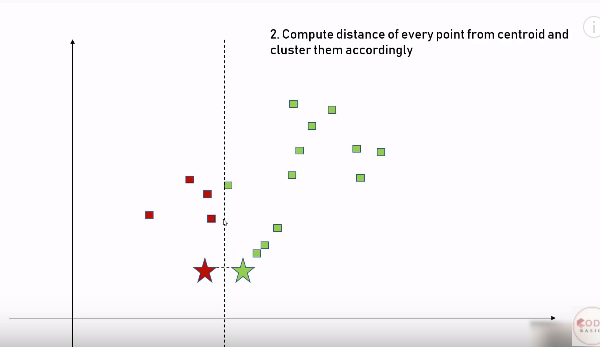 2. Compute distance of every point from centroid and
cluster them accordingly